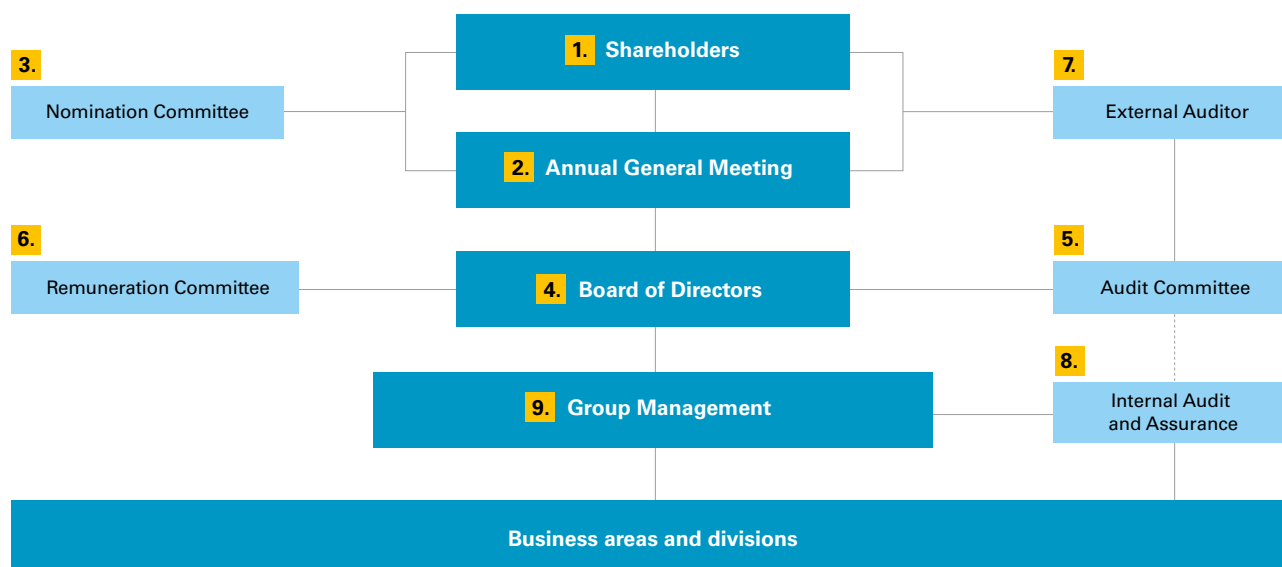 1. Shareholders
3.
Nomination Committee
7.
External Auditor
2. Annual General Meeting
6.
Remuneration Committee
4. Board of Directors
5.
Audit Committee
8.
Internal Audit
and Assurance
9. Group Management
Business areas and divisions